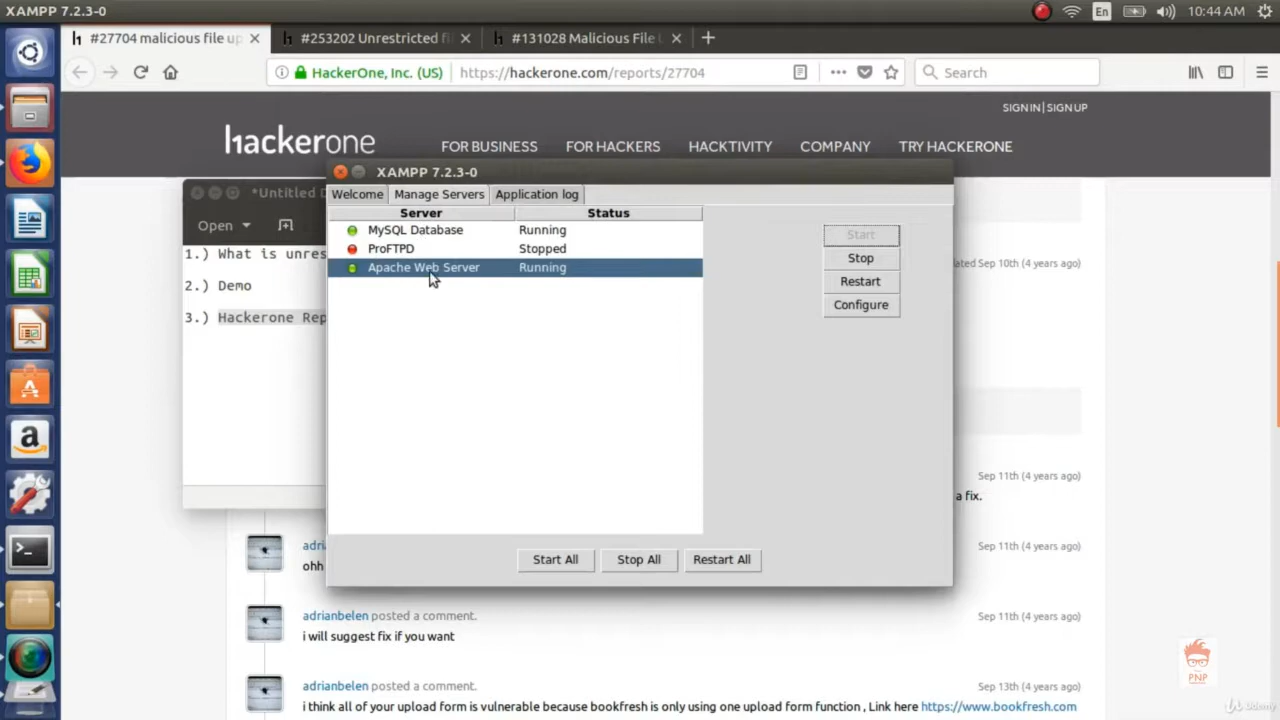 XAMPP 7.2.3-0
En
10:44 AM
#27704 malicious file up
#253202 Unrestricted fi
#131028 Malicious File
HackerOne, Inc. (US)
https://hackerone.com/reports/27704
Search
SIGN IN | SIGN UP
hackerone
FOR BUSINESS
FOR HACKERS
HACKTIVITY
COMPANY
TRY HACKERONE
XAMPP 7.2.3-0
*Untitled
Welcome
Manage Servers
Application log
Open
Server
Status
MySQL Database
Running
ProFTPD
Stopped
Apache Web Server
Running
Start
Stop
Restart
Configure
1.) What is unres
2.) Demo
3.) Hackerone Rep
ated Sep 10th (4 years ago)
Sep 11th (4 years ago)
a fix.
Start All
Stop All
Restart All
adri
Sep 11th (4 years ago)
ohh
adrianbelen posted a comment.
Sep 11th (4 years ago)
i will suggest fix if you want
adrianbelen posted a comment.
Sep 13th (4 years ago)
i think all of your upload form is vulnerable because bookfresh is only using one upload form function , Link here https://www.bookfresh.com
PNP
Udemy